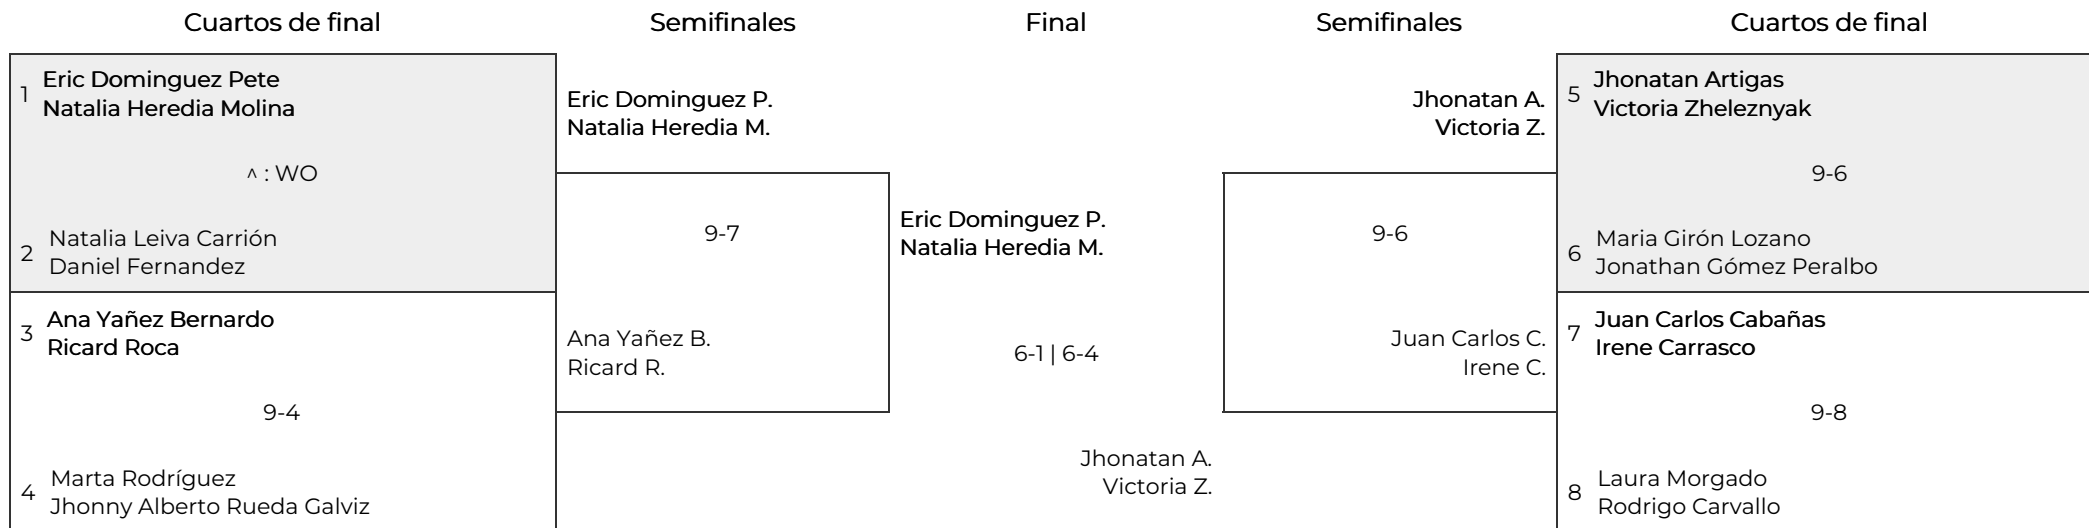 Cuartos de final
Semifinales
Final
Semifinales
Cuartos de final
1
Eric Dominguez Pete
Natalia Heredia Molina
^ : WO
2
Natalia Leiva Carrión
Daniel Fernandez
3
Ana Yañez Bernardo
Ricard Roca
9-4
4
Marta Rodríguez
Jhonny Alberto Rueda Galviz
Eric Dominguez P.
Natalia Heredia M.
9-7
Ana Yañez B.
Ricard R.
Eric Dominguez P.
Natalia Heredia M.
6-1 | 6-4
Jhonatan A.
Victoria Z.
Jhonatan A.
Victoria Z.
9-6
Juan Carlos C.
Irene C.
5
Jhonatan Artigas
Victoria Zheleznyak
9-6
6
Maria Girón Lozano
Jonathan Gómez Peralbo
7
Juan Carlos Cabañas
Irene Carrasco
9-8
8
Laura Morgado
Rodrigo Carvallo